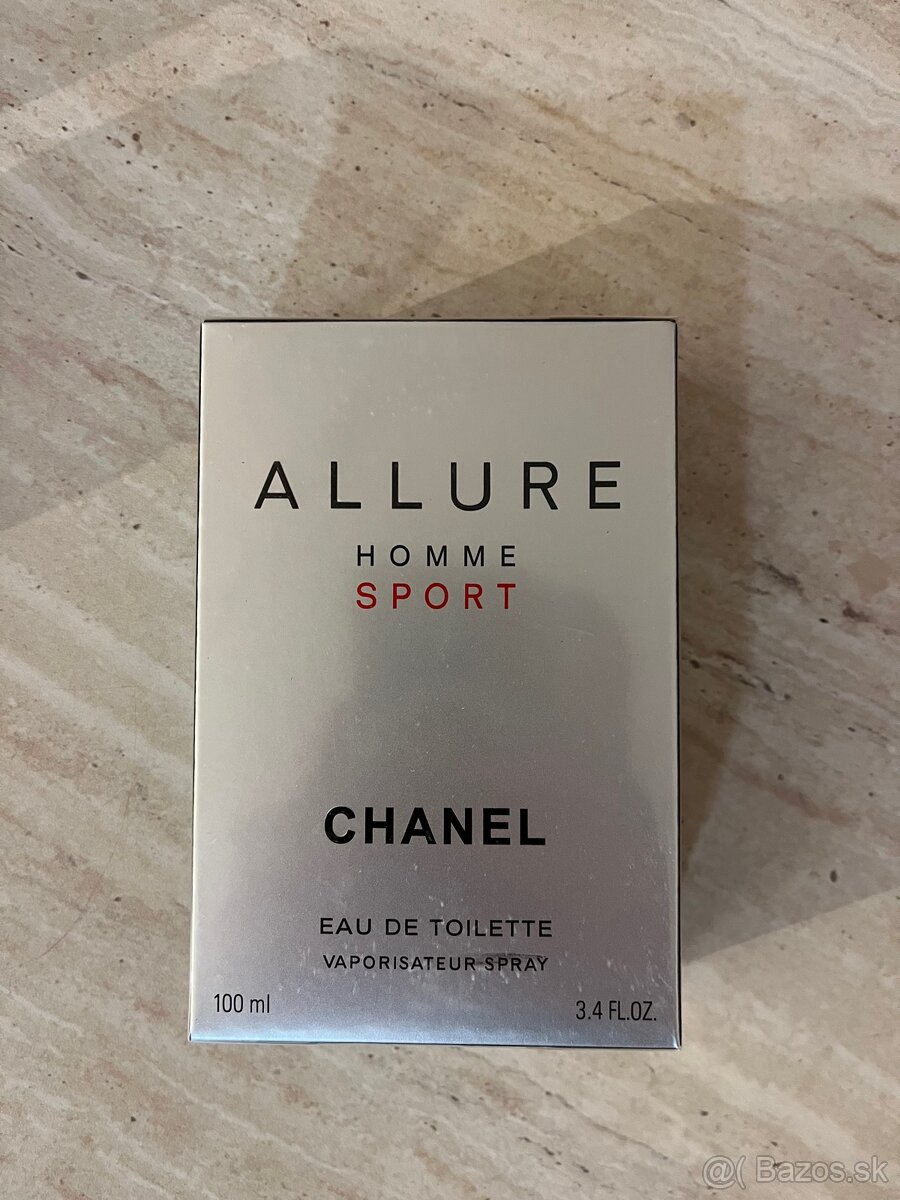 ALLURE
HOMME
SPORT
CHANEL
EAU DE TOILETTE
VAPORISATEUR SPRAY
100 ml
3.4 FL.OZ.
@( Bazos.sk